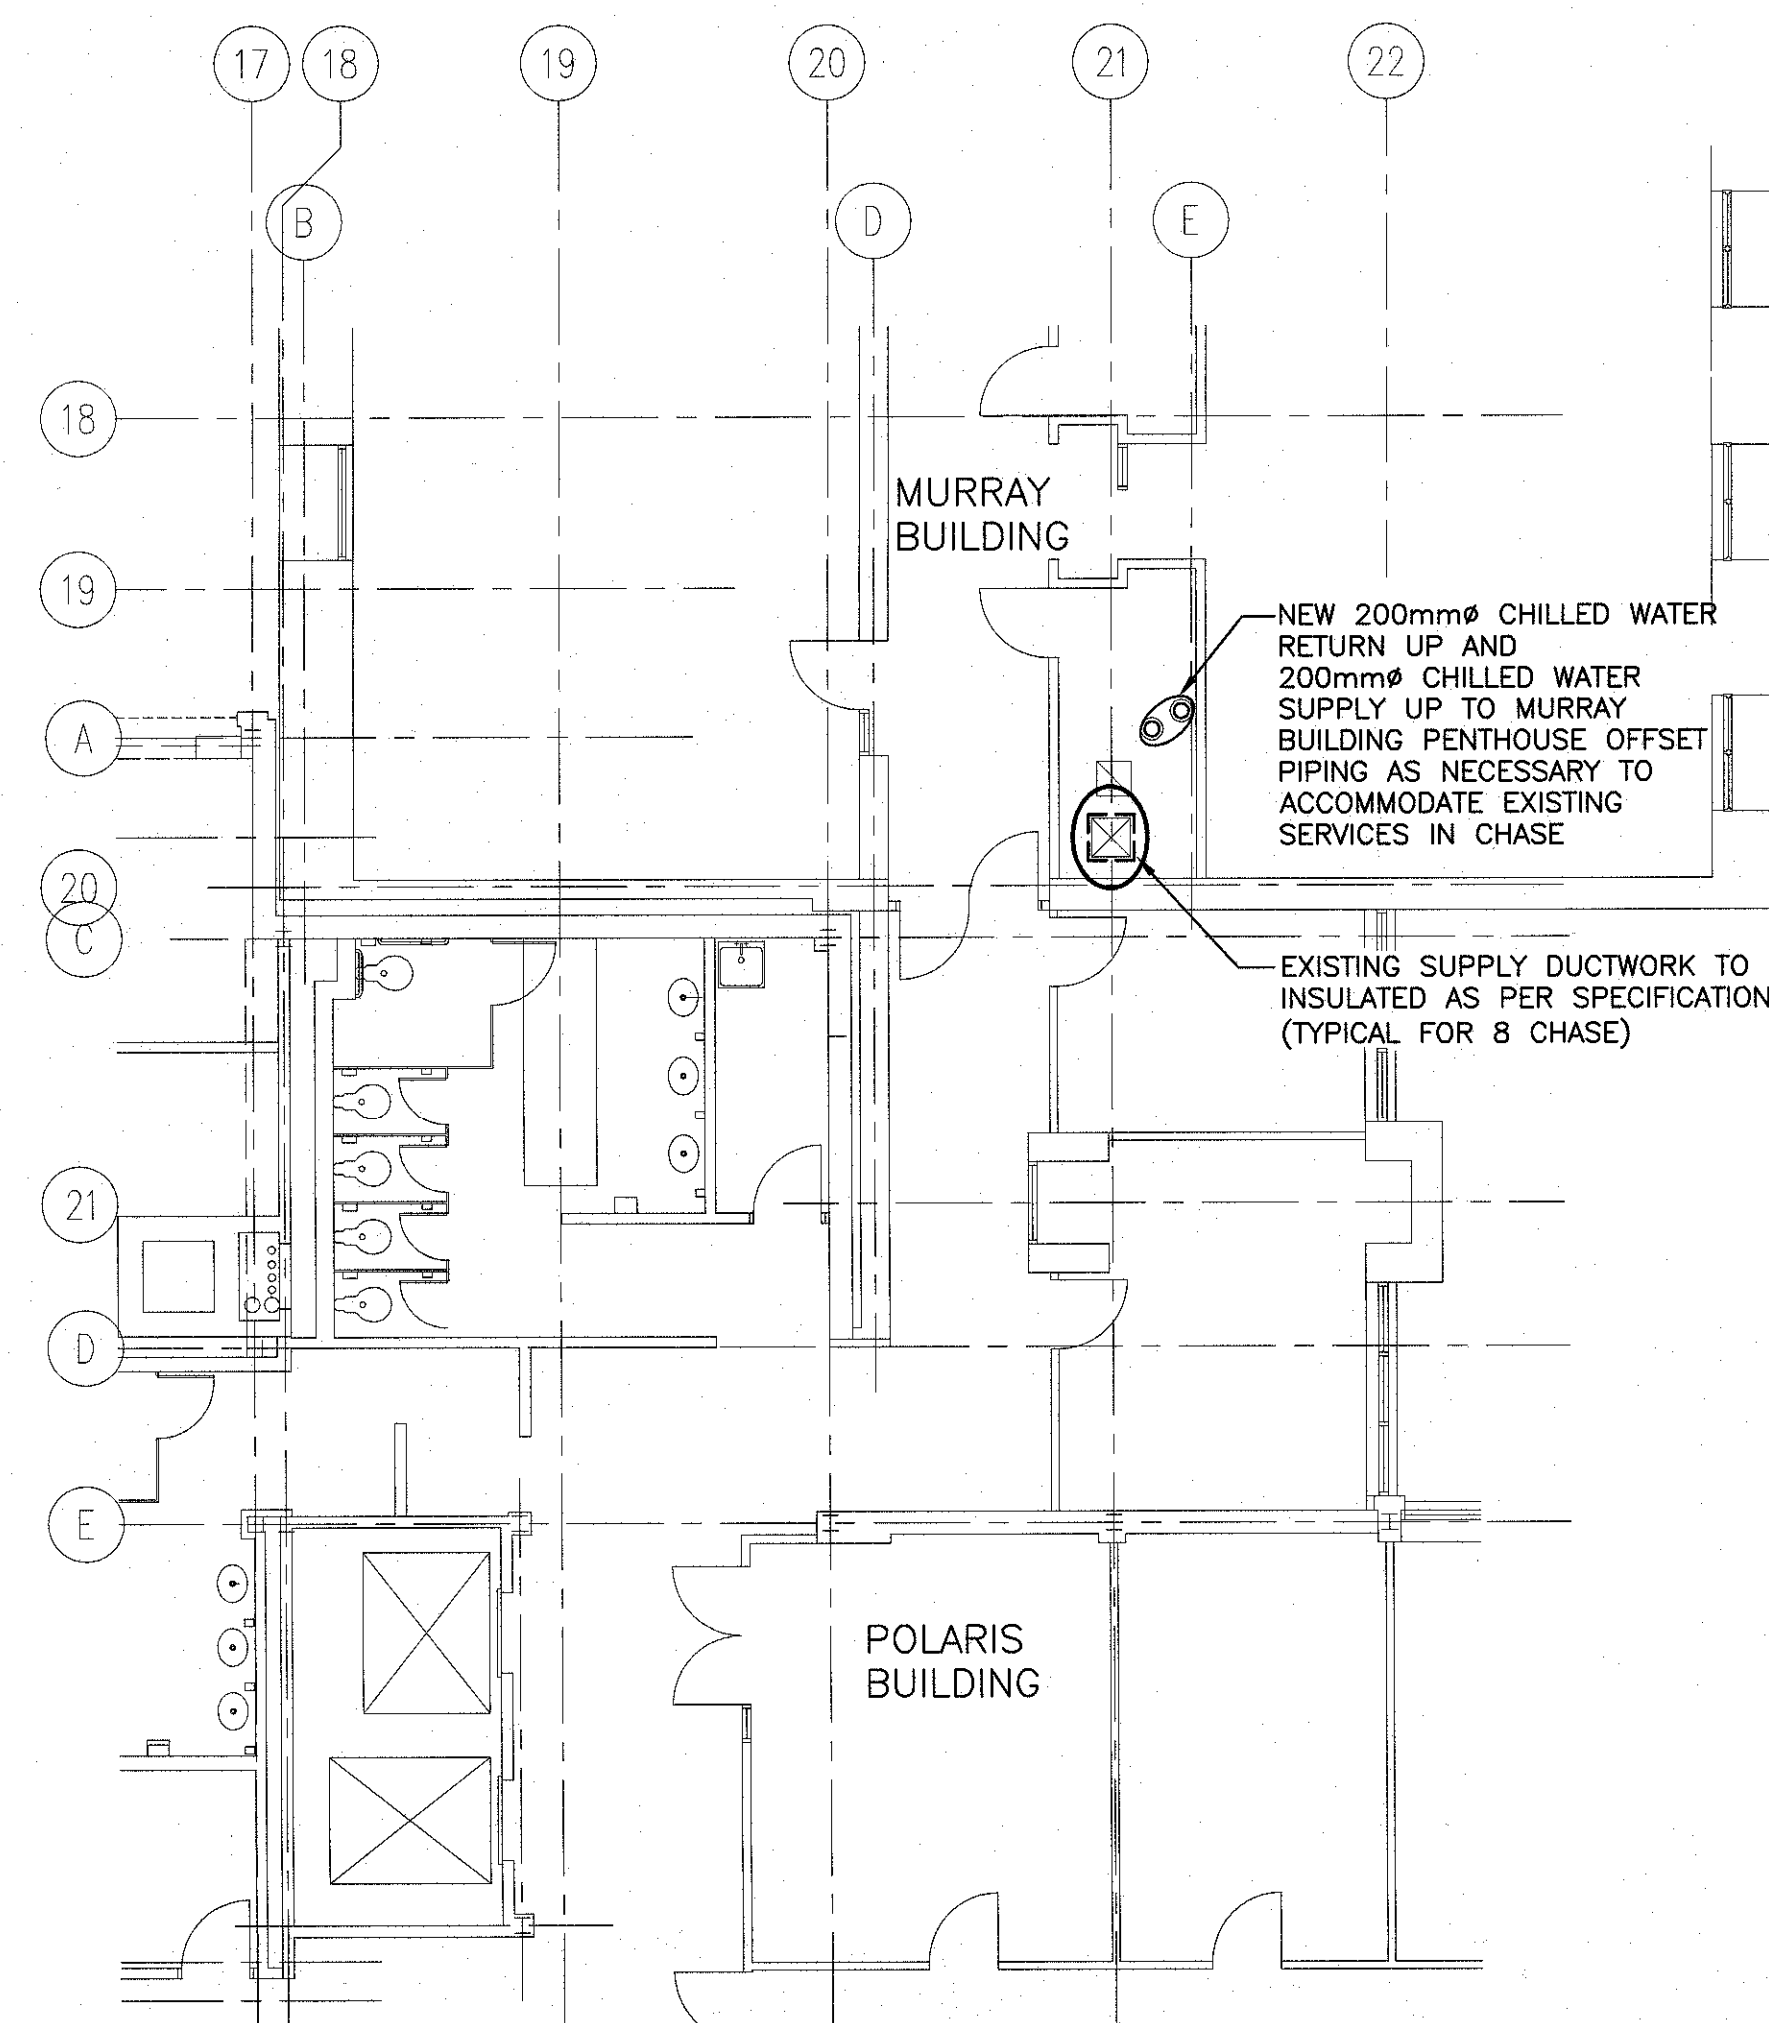 17 18 19 20 21 22
B D E
18
MURRAY
BUILDING
19
NEW 200mmø CHILLED WATER
RETURN UP AND
200mmø CHILLED WATER
SUPPLY UP TO MURRAY
BUILDING PENTHOUSE OFFSET
PIPING AS NECESSARY TO
ACCOMMODATE EXISTING
SERVICES IN CHASE
A
20
C
EXISTING SUPPLY DUCTWORK TO
INSULATED AS PER SPECIFICATION
(TYPICAL FOR 8 CHASE)
21
D
E
POLARIS
BUILDING